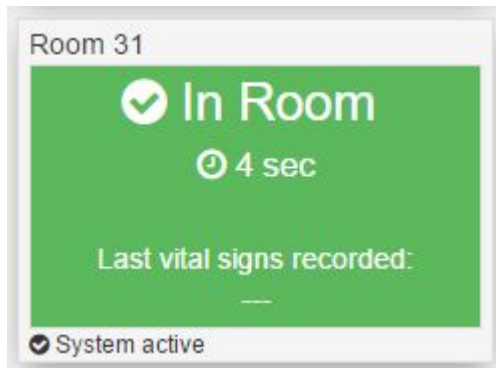 Room 31
In Room
4 sec
Last vital signs recorded:
---
System active